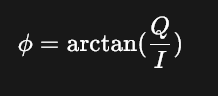 ϕ = arctan(Q/I)